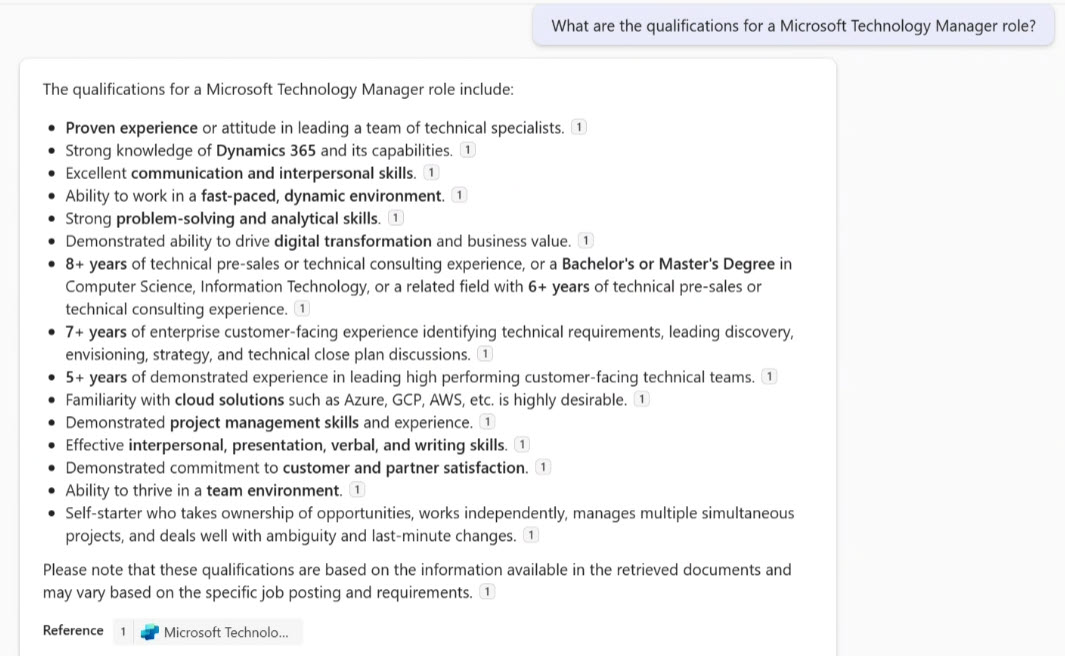 What are the qualifications for a Microsoft Technology Manager role?
The qualifications for a Microsoft Technology Manager role include:
• Proven experience or attitude in leading a team of technical specialists. 1
• Strong knowledge of Dynamics 365 and its capabilities. 1
• Excellent communication and interpersonal skills. 1
• Ability to work in a fast-paced, dynamic environment. 1
• Strong problem-solving and analytical skills. 1
• Demonstrated ability to drive digital transformation and business value. 1
• 8+ years of technical pre-sales or technical consulting experience, or a Bachelor's or Master's Degree in
Computer Science, Information Technology, or a related field with 6+ years of technical pre-sales or
technical consulting experience. 1
• 7+ years of enterprise customer-facing experience identifying technical requirements, leading discovery,
envisioning, strategy, and technical close plan discussions. 1
• 5+ years of demonstrated experience in leading high performing customer-facing technical teams. 1
• Familiarity with cloud solutions such as Azure, GCP, AWS, etc. is highly desirable. 1
• Demonstrated project management skills and experience. 1
• Effective interpersonal, presentation, verbal, and writing skills. 1
• Demonstrated commitment to customer and partner satisfaction. 1
• Ability to thrive in a team environment. 1
• Self-starter who takes ownership of opportunities, works independently, manages multiple simultaneous
projects, and deals well with ambiguity and last-minute changes. 1
Please note that these qualifications are based on the information available in the retrieved documents and
may vary based on the specific job posting and requirements. 1
Reference 1 Microsoft Technolo...